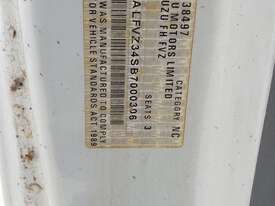 38497
CATEGORY NC
U MOTORS LIMITED
UZU FH FVZ
SEATS 3
ALFVZ34SB7000306
WAS MANUFACTURED TO COMPLY
OR VEHICLE STANDARDS ACT 1989